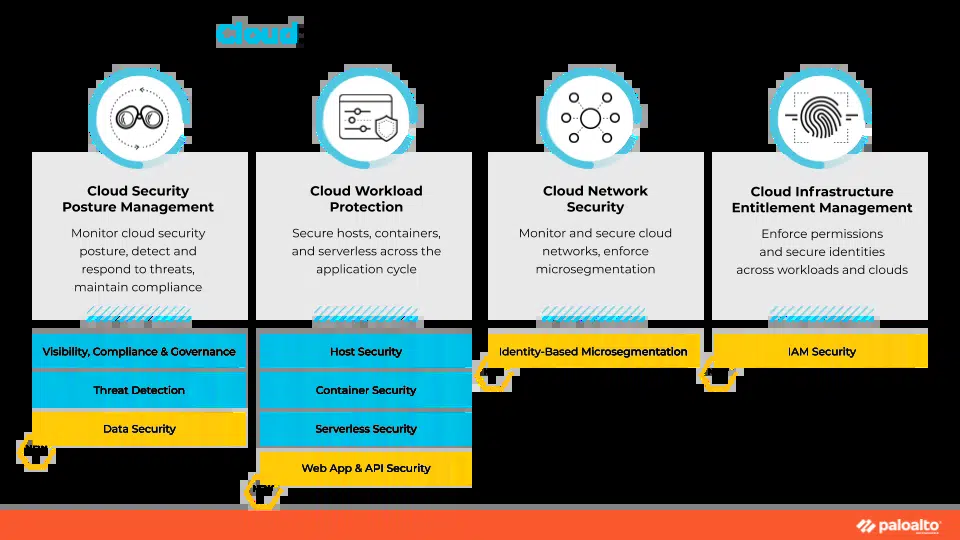 Cloud
Cloud Security
Posture Management
Monitor cloud security
posture, detect and
respond to threats,
maintain compliance
Visibility, Compliance & Governance
Threat Detection
Data Security
NEW
Cloud Workload
Protection
Secure hosts, containers,
and serverless across the
application cycle
Host Security
Container Security
Serverless Security
Web App & API Security
NEW
Cloud Network
Security
Monitor and secure cloud
networks, enforce
microsegmentation
Identity-Based Microsegmentation
Cloud Infrastructure
Entitlement Management
Enforce permissions
and secure identities
across workloads and clouds
IAM Security
paloalto